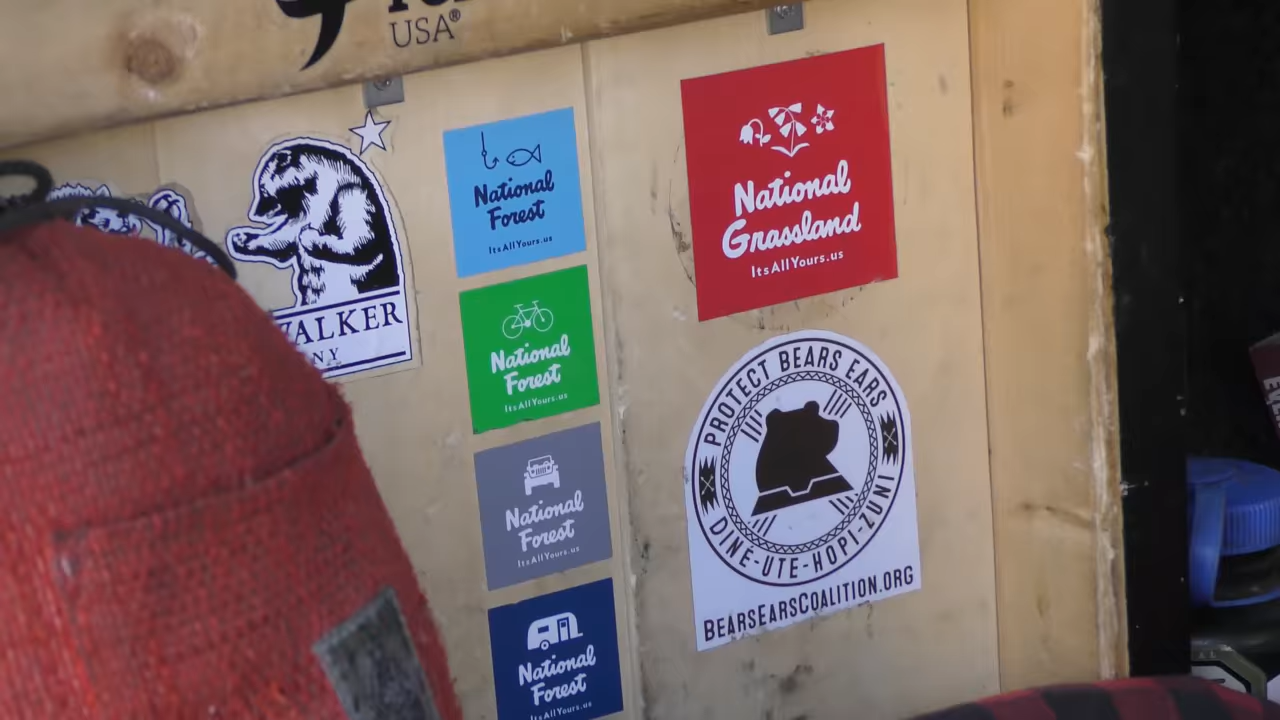 USA®
National
Forest
ItsAllYours.us
National
Forest
ItsAllYours.us
National
Forest
ItsAllYours.us
National
Forest
ItsAllYours.us
National
Grassland
ItsAllYours.us
PROTECT BEARS EARS
DINÉ-UTE-HOPI-ZUNI
BEARSEARSCOALITION.ORG